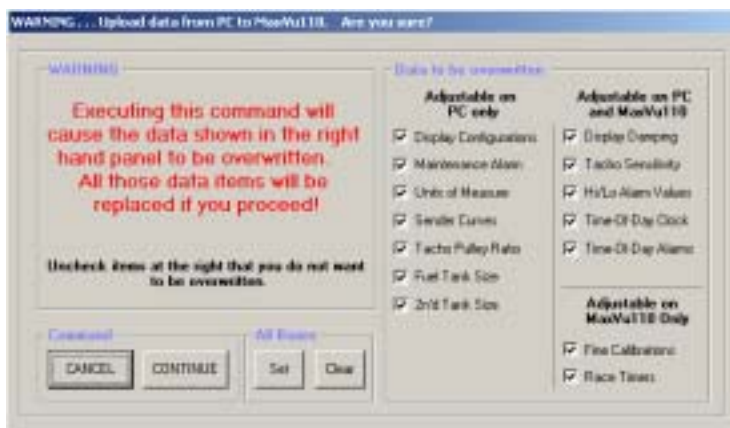 WARNING . . . Upload data from PC to MaxVu110. Are you sure?
WARNING
Executing this command will
cause the data shown in the right
hand panel to be overwritten.
All those data items will be
replaced if you proceed!
Uncheck items at the right that you do not want
to be overwritten.
Command
CANCEL
CONTINUE
All Boxes
Set
Clear
Data to be overwritten
Adjustable on
PC only
Display Configurations
Maintenance Alarm
Units of Measure
Sender Curves
Tacho Pulley Ratio
Fuel Tank Size
2n'd Tank Size
Adjustable on PC
and MaxVu110
Display Damping
Tacho Sensitivity
Hi/Lo Alarm Values
Time-Of-Day Clock
Time-Of-Day Alarms
Adjustable on
MaxVu110 Only
Fine Calibrations
Race Timers